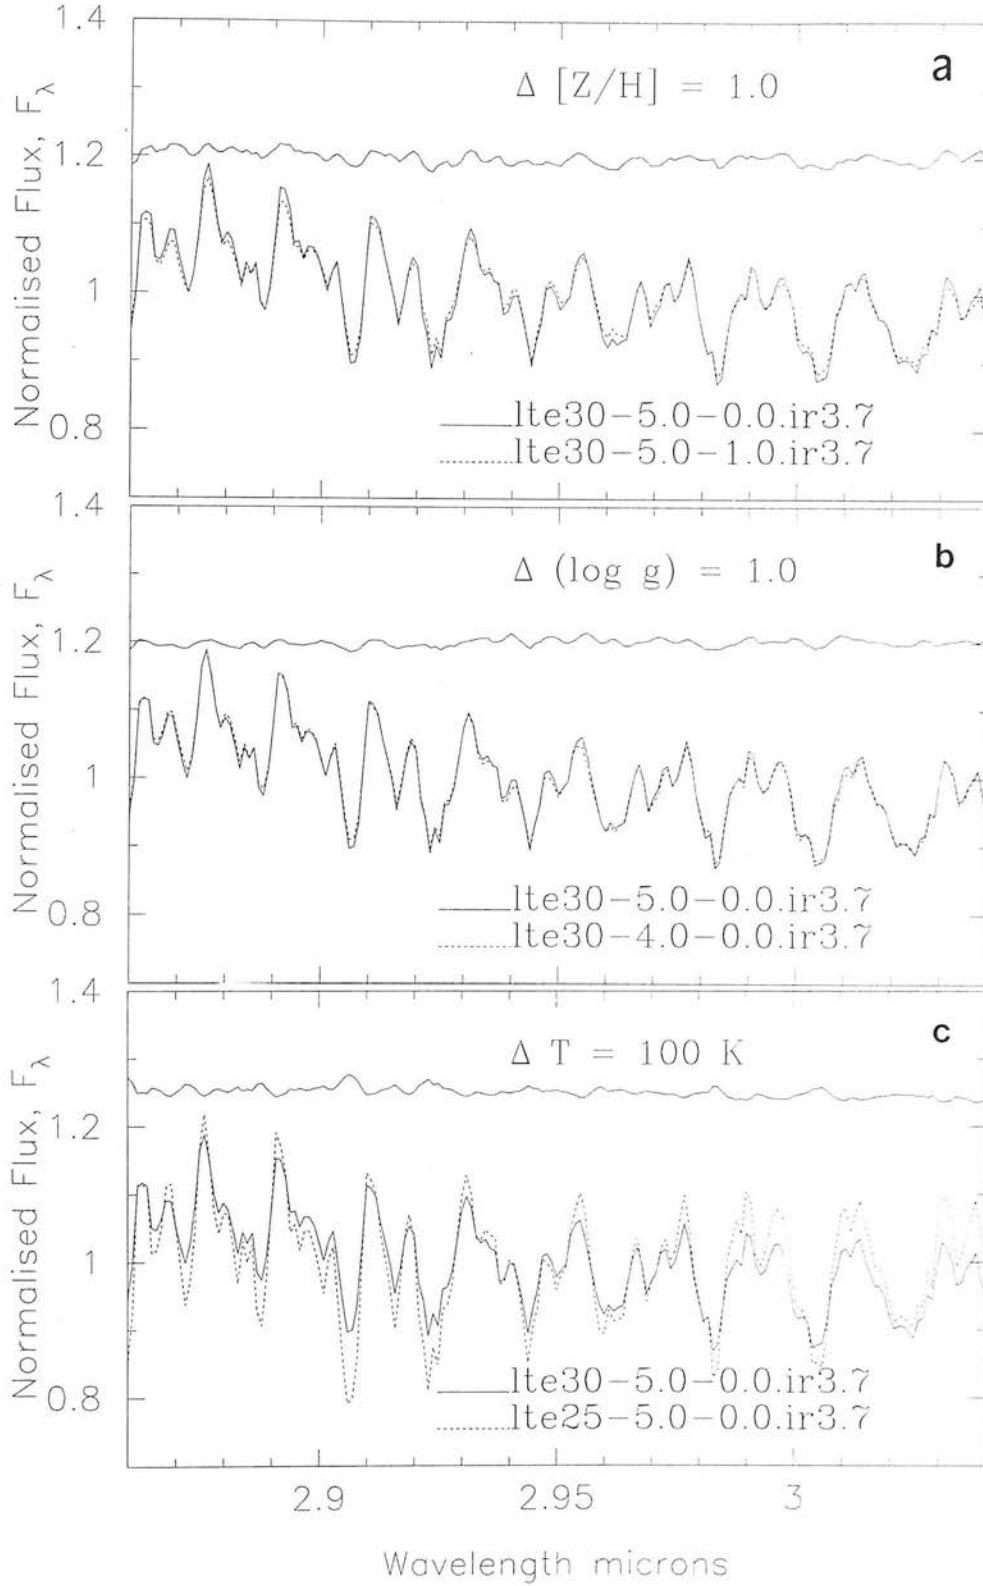 1.4
a
Δ [Z/H] = 1.0
Normalised Flux, Fλ
1.2
1
0.8
lte30-5.0-0.0.ir3.7
lte30-5.0-1.0.ir3.7
1.4
b
Δ (log g) = 1.0
Normalised Flux, Fλ
1.2
1
0.8
lte30-5.0-0.0.ir3.7
lte30-4.0-0.0.ir3.7
1.4
c
Δ T = 100 K
Normalised Flux, Fλ
1.2
1
0.8
lte30-5.0-0.0.ir3.7
lte25-5.0-0.0.ir3.7
2.9 2.95 3
Wavelength microns